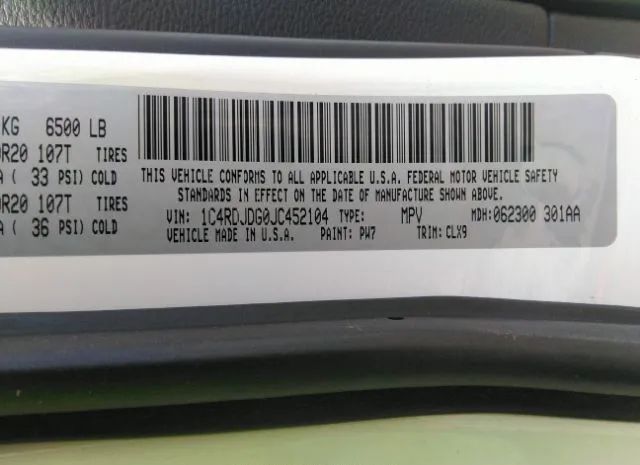 KG 6500 LB
R20 107T TIRES
( 33 PSI) COLD
R20 107T TIRES
( 36 PSI) COLD
THIS VEHICLE CONFORMS TO ALL APPLICABLE U.S.A. FEDERAL MOTOR VEHICLE SAFETY
STANDARDS IN EFFECT ON THE DATE OF MANUFACTURE SHOWN ABOVE.
VIN: 1C4RDJDG0JC452104 TYPE: MPV MDH: 062300 301AA
VEHICLE MADE IN U.S.A. PAINT: PW7 TRIM: CLX9